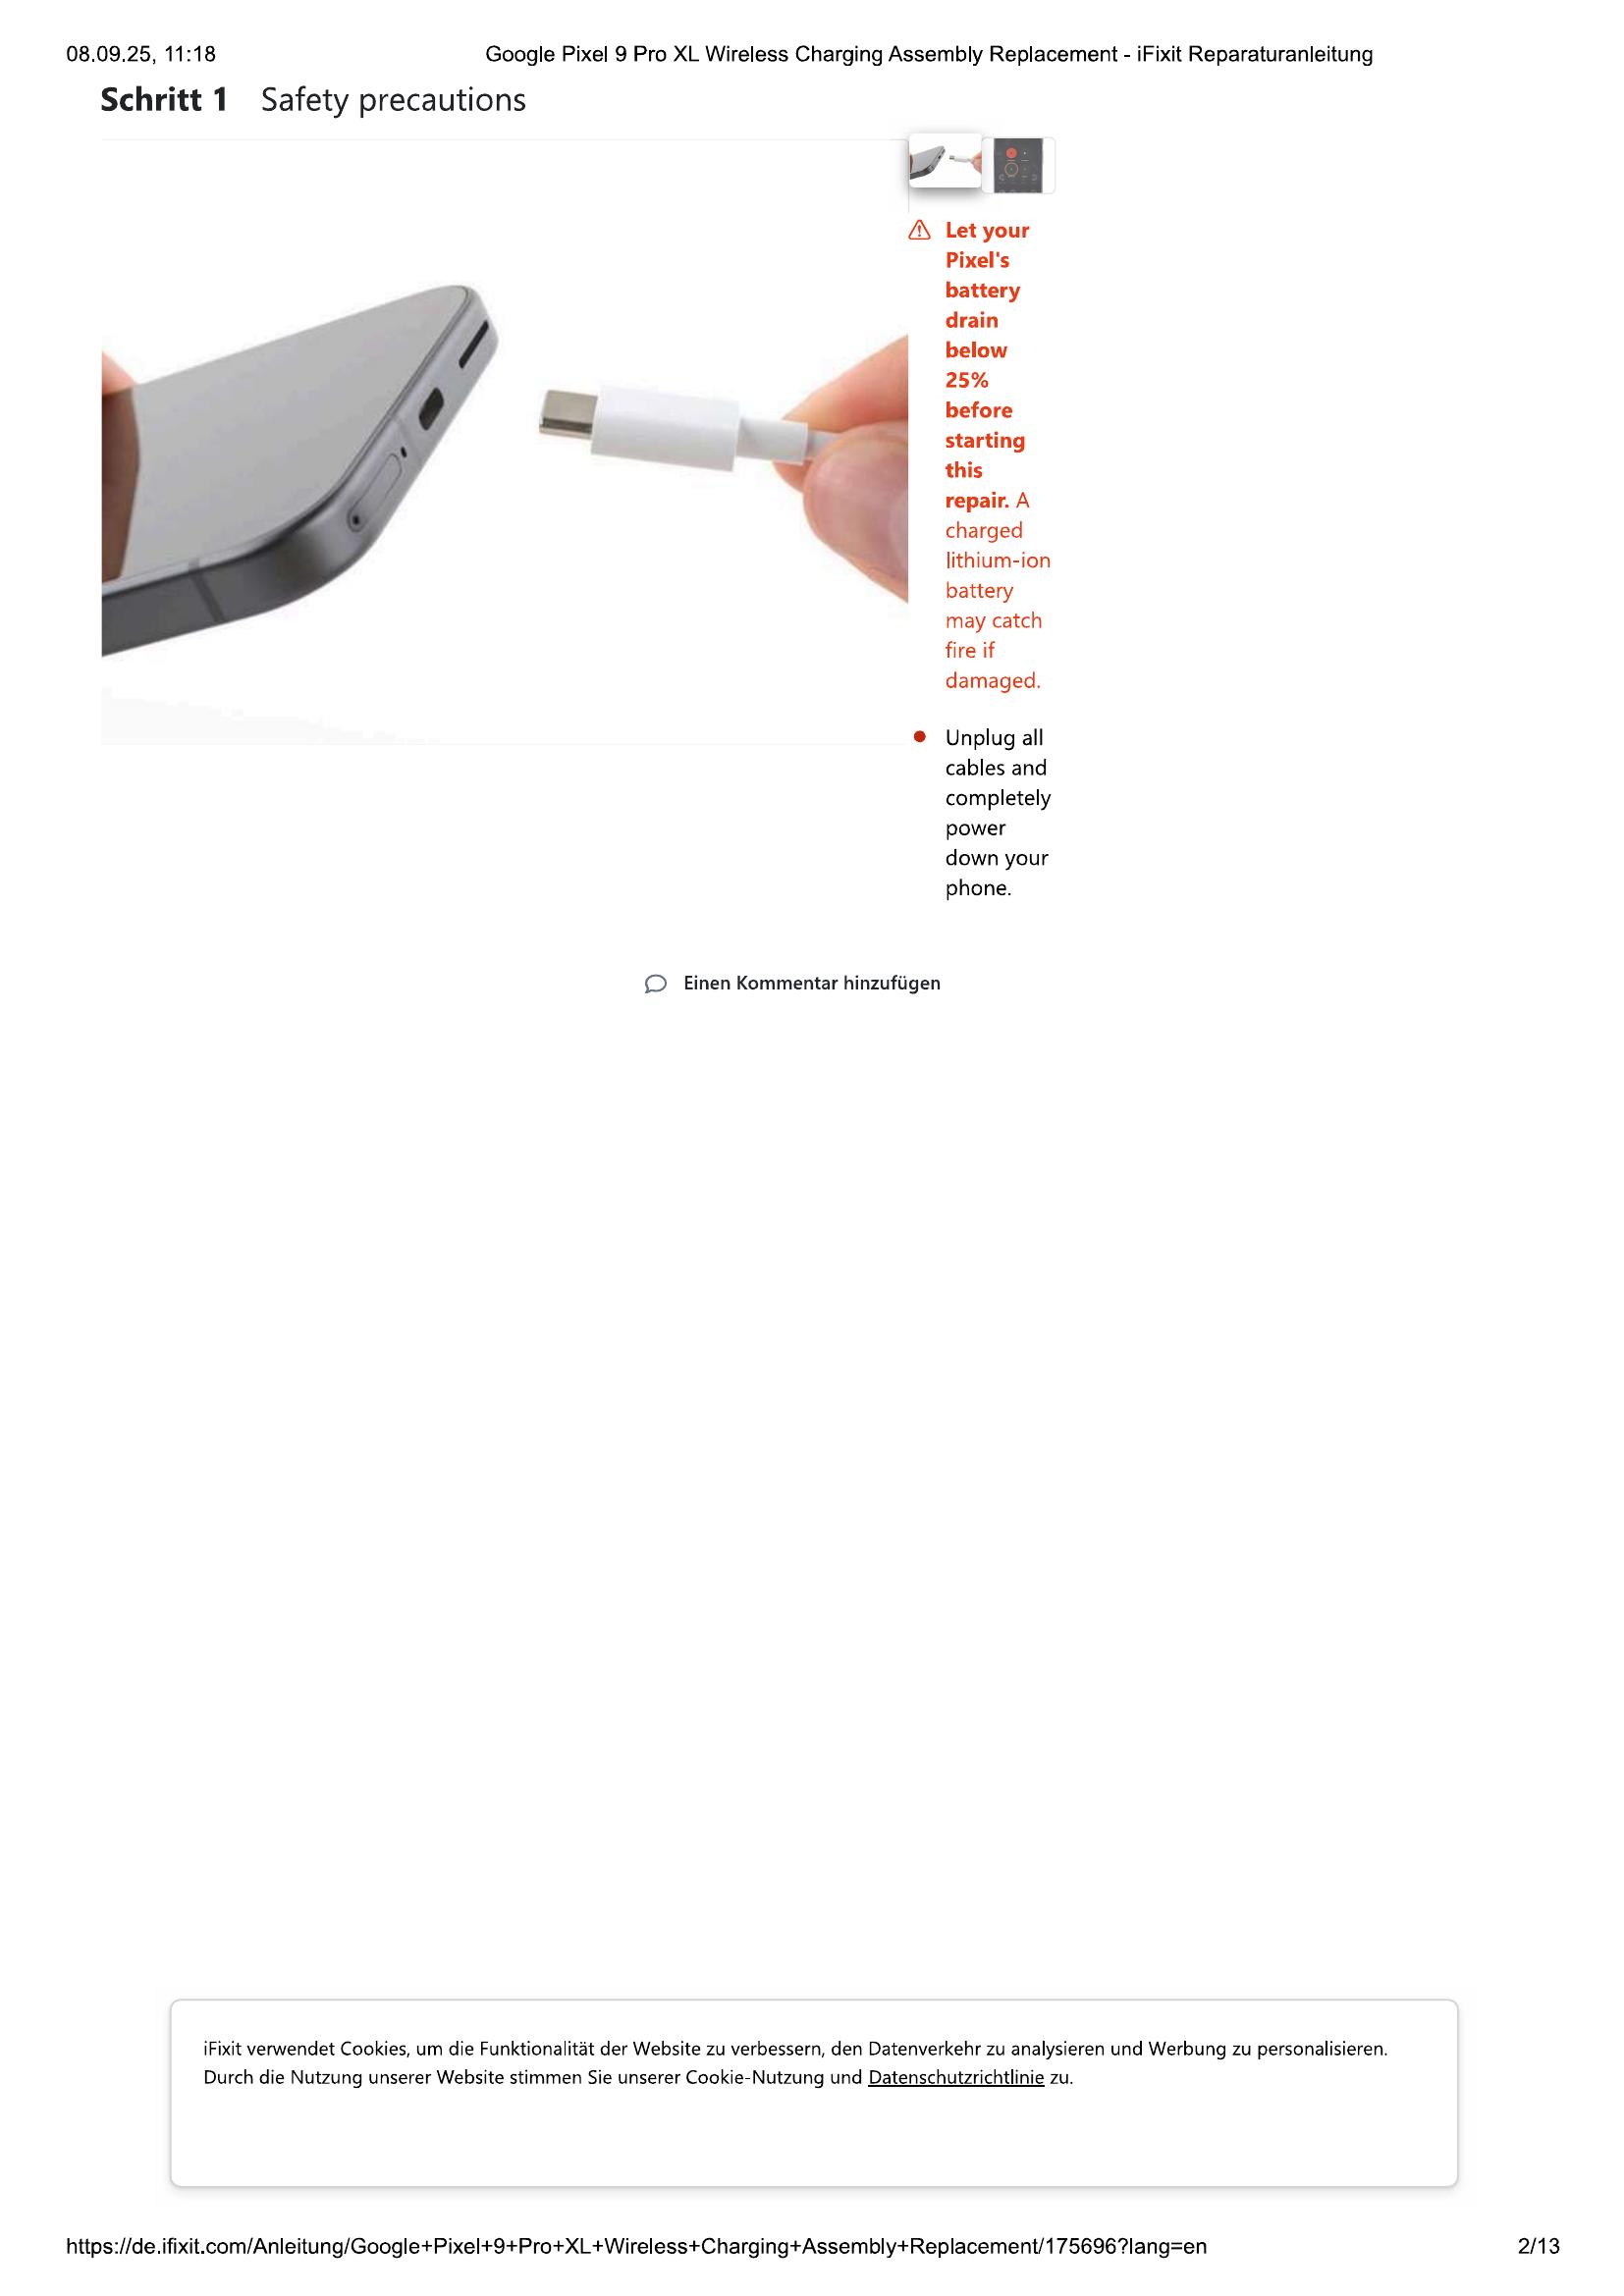 08.09.25, 11:18 Google Pixel 9 Pro XL Wireless Charging Assembly Replacement - iFixit Reparaturanleitung
Schritt 1 Safety precautions
Let your
Pixel's
battery
drain
below
25%
before
starting
this
repair. A
charged
lithium-ion
battery
may catch
fire if
damaged.
Unplug all
cables and
completely
power
down your
phone.
Einen Kommentar hinzufügen
iFixit verwendet Cookies, um die Funktionalität der Website zu verbessern, den Datenverkehr zu analysieren und Werbung zu personalisieren.
Durch die Nutzung unserer Website stimmen Sie unserer Cookie-Nutzung und Datenschutzrichtlinie zu.
https://de.ifixit.com/Anleitung/Google+Pixel+9+Pro+XL+Wireless+Charging+Assembly+Replacement/175696?lang=en 2/13